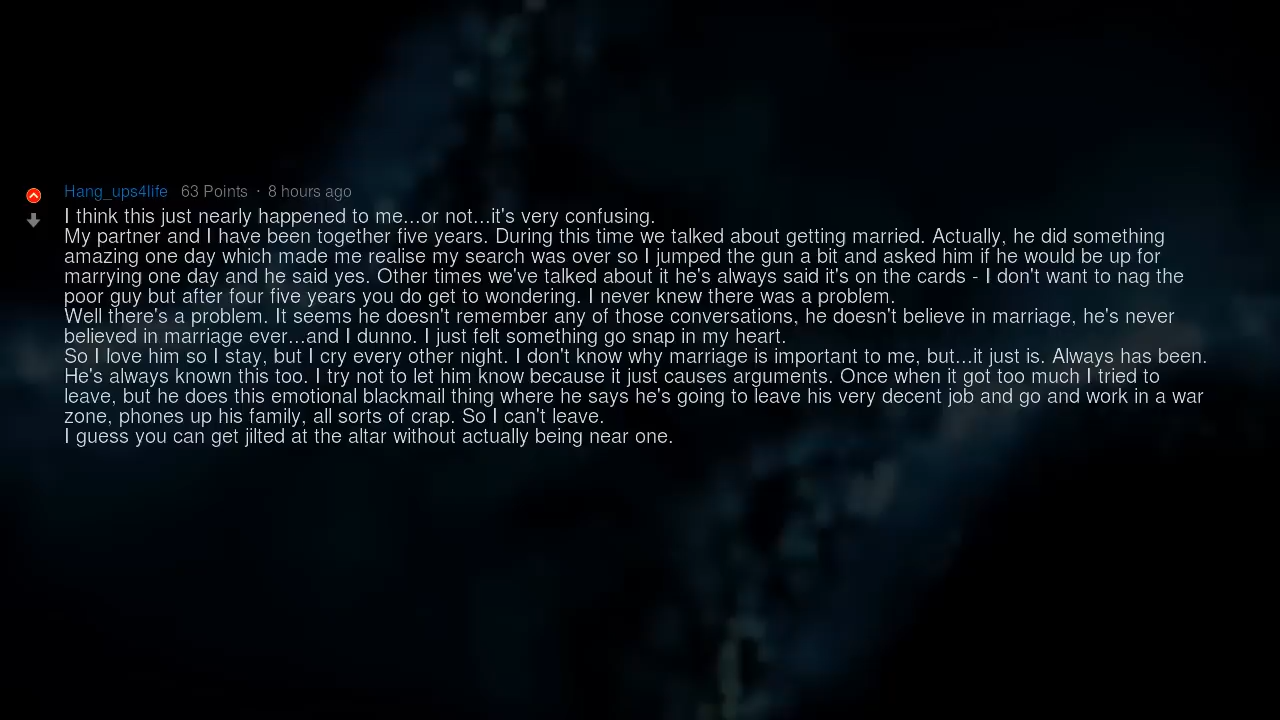 Hang_ups4life 63 Points · 8 hours ago
I think this just nearly happened to me...or not...it's very confusing.
My partner and I have been together five years. During this time we talked about getting married. Actually, he did something
amazing one day which made me realise my search was over so I jumped the gun a bit and asked him if he would be up for
marrying one day and he said yes. Other times we've talked about it he's always said it's on the cards - I don't want to nag the
poor guy but after four five years you do get to wondering. I never knew there was a problem.
Well there's a problem. It seems he doesn't remember any of those conversations, he doesn't believe in marriage, he's never
believed in marriage ever...and I dunno. I just felt something go snap in my heart.
So I love him so I stay, but I cry every other night. I don't know why marriage is important to me, but...it just is. Always has been.
He's always known this too. I try not to let him know because it just causes arguments. Once when it got too much I tried to
leave, but he does this emotional blackmail thing where he says he's going to leave his very decent job and go and work in a war
zone, phones up his family, all sorts of crap. So I can't leave.
I guess you can get jilted at the altar without actually being near one.